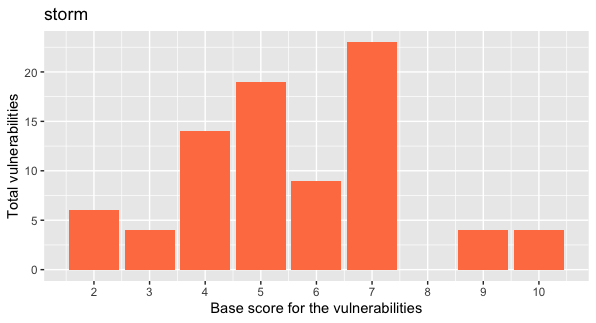 storm
Total vulnerabilities
20
15
10
5
0
2 3 4 5 6 7 8 9 10
Base score for the vulnerabilities